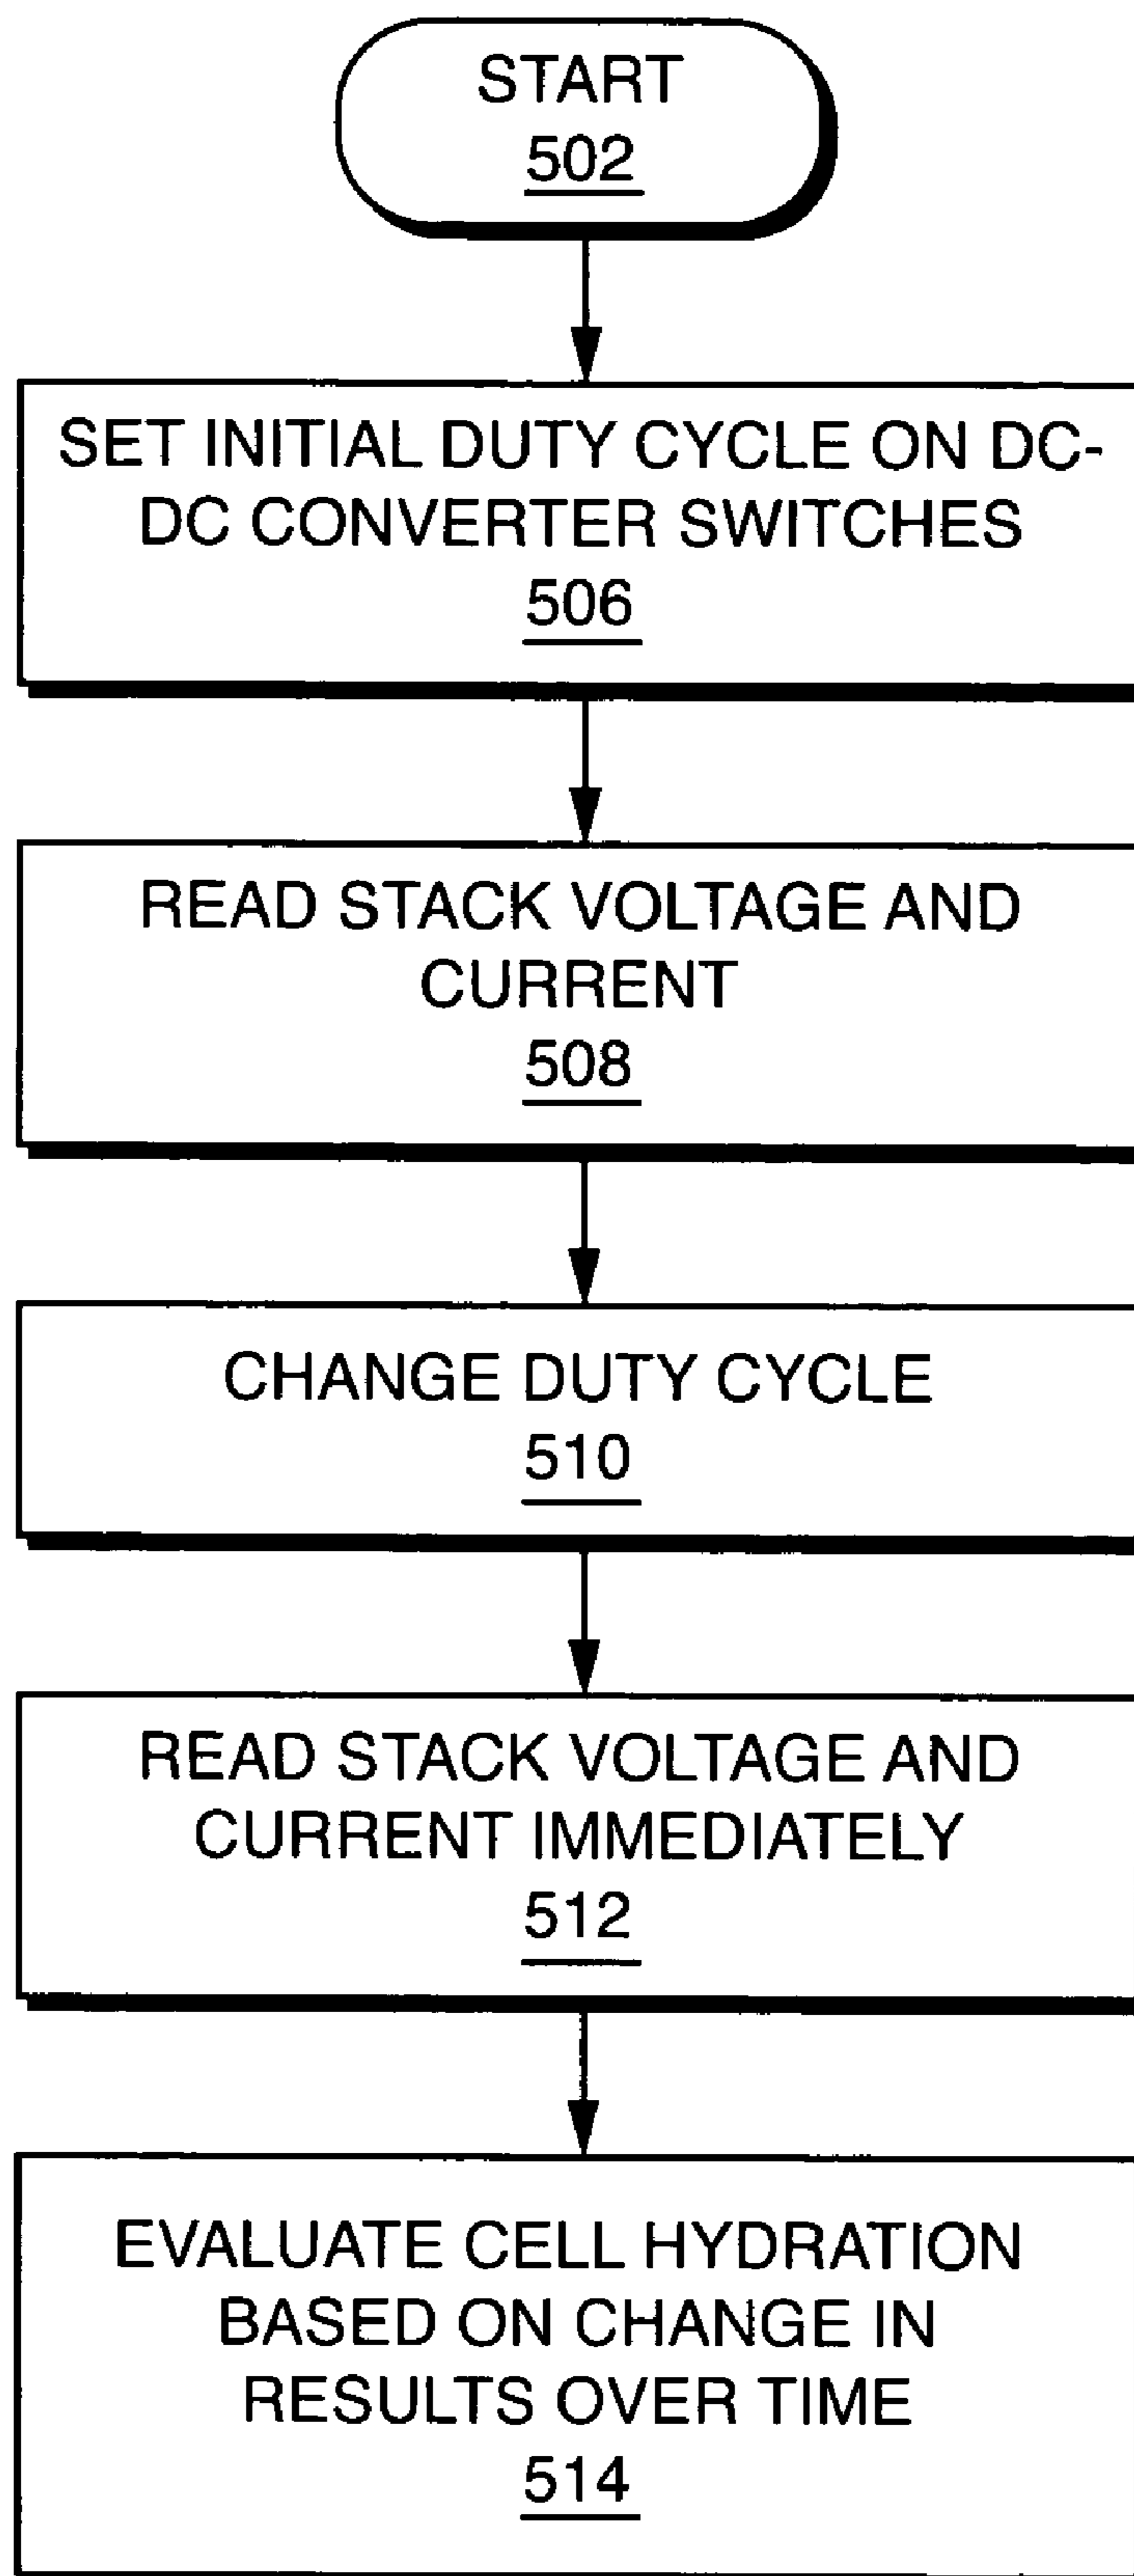 START
502
SET INITIAL DUTY CYCLE ON DC-
DC CONVERTER SWITCHES
506
READ STACK VOLTAGE AND
CURRENT
508
CHANGE DUTY CYCLE
510
READ STACK VOLTAGE AND
CURRENT IMMEDIATELY
512
EVALUATE CELL HYDRATION
BASED ON CHANGE IN
RESULTS OVER TIME
514